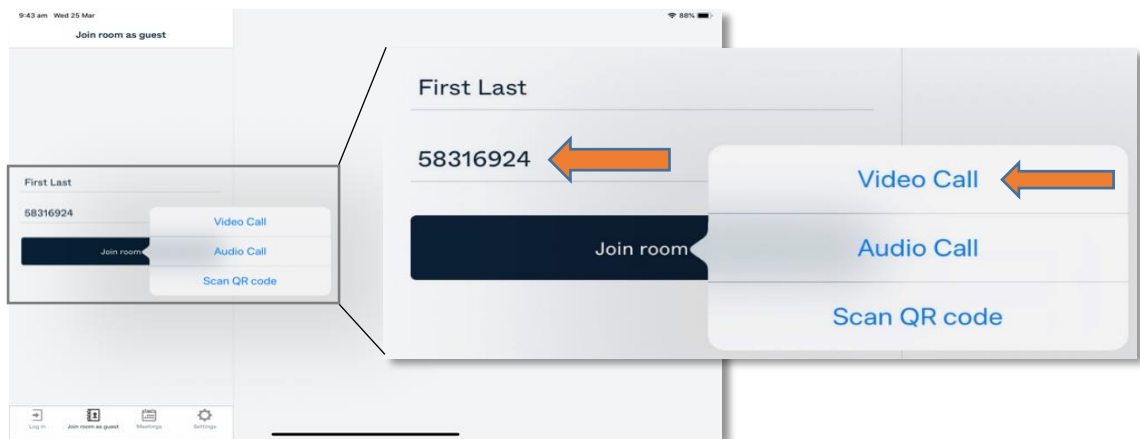 9:43 am Wed 25 Mar
88%
Join room as guest
First Last
58316924
Join room
Video Call
Audio Call
Scan QR code
Log in
Join room as guest
Meetings
Settings
First Last
58316924
Join room
Video Call
Audio Call
Scan QR code